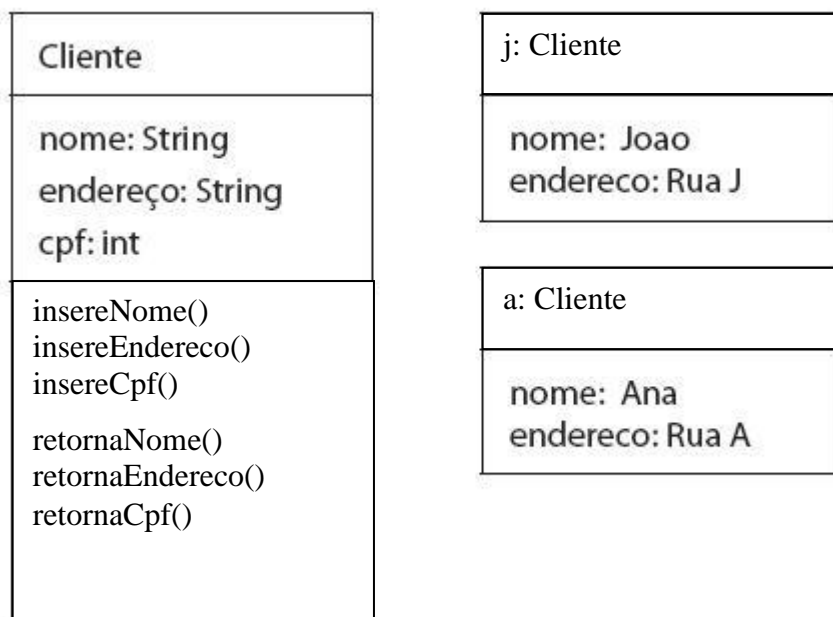 Cliente
nome: String
endereço: String
cpf: int
insereNome()
insereEndereco()
insereCpf()
retornaNome()
retornaEndereco()
retornaCpf()
j: Cliente
nome: Joao
endereco: Rua J
a: Cliente
nome: Ana
endereco: Rua A